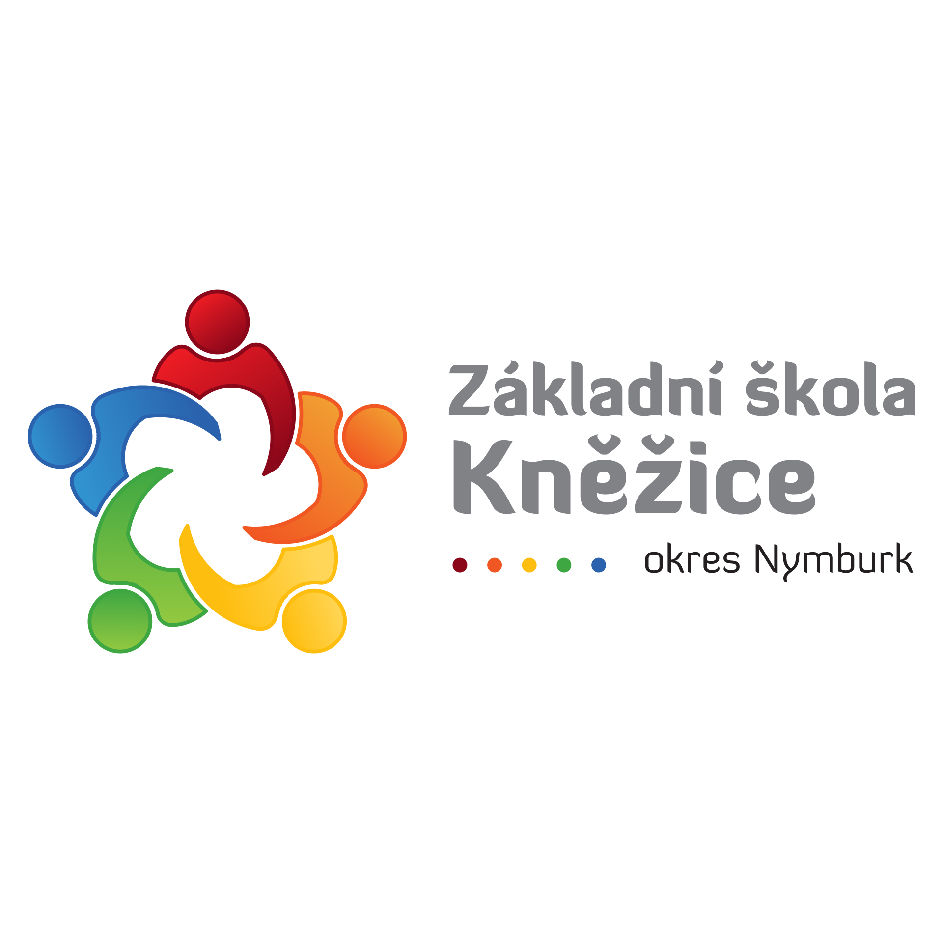 Základní škola
Kněžice
okres Nymburk